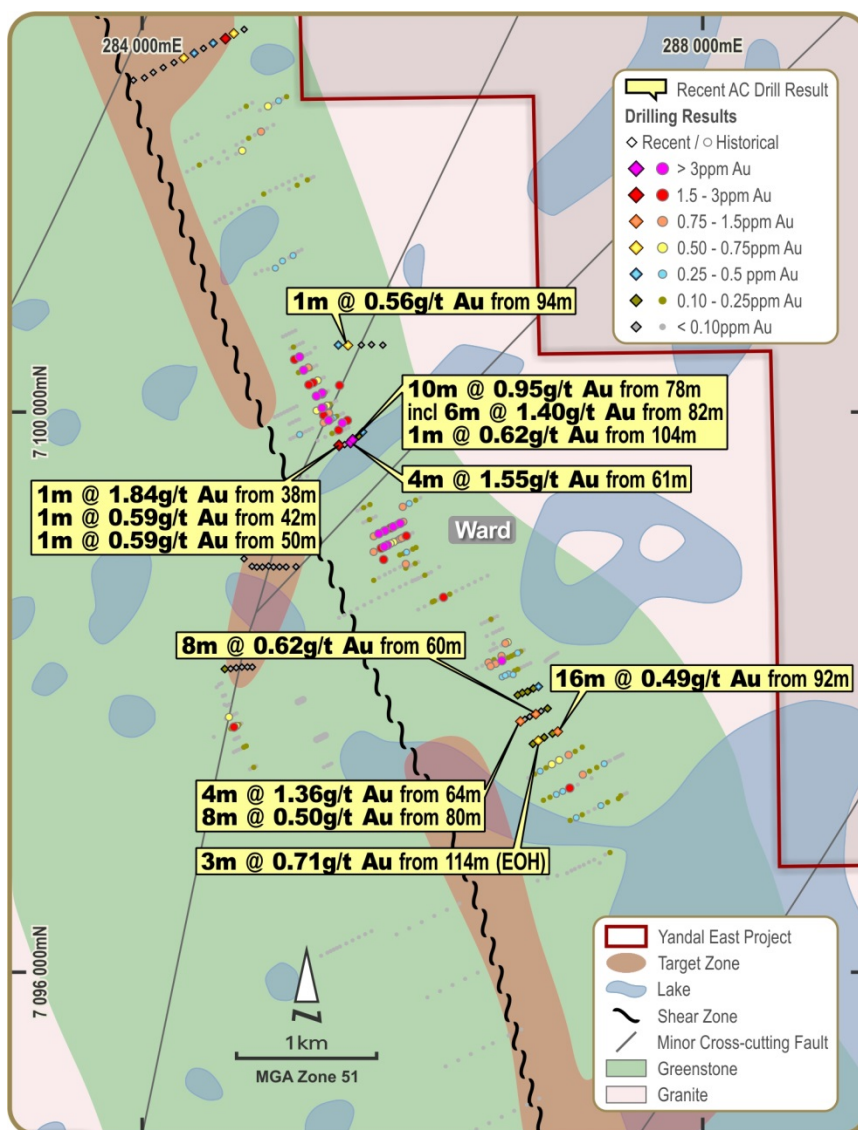 284 000mE
288 000mE
Recent AC Drill Result
Drilling Results
Recent / Historical
> 3ppm Au
1.5 - 3ppm Au
0.75 - 1.5ppm Au
0.50 - 0.75ppm Au
0.25 - 0.5 ppm Au
0.10 - 0.25ppm Au
< 0.10ppm Au
1m @ 0.56g/t Au from 94m
7 100 000mN
10m @ 0.95g/t Au from 78m
incl 6m @ 1.40g/t Au from 82m
1m @ 0.62g/t Au from 104m
4m @ 1.55g/t Au from 61m
1m @ 1.84g/t Au from 38m
1m @ 0.59g/t Au from 42m
1m @ 0.59g/t Au from 50m
Ward
8m @ 0.62g/t Au from 60m
16m @ 0.49g/t Au from 92m
4m @ 1.36g/t Au from 64m
8m @ 0.50g/t Au from 80m
3m @ 0.71g/t Au from 114m (EOH)
7 096 000mN
N
1km
MGA Zone 51
Yandal East Project
Target Zone
Lake
Shear Zone
Minor Cross-cutting Fault
Greenstone
Granite